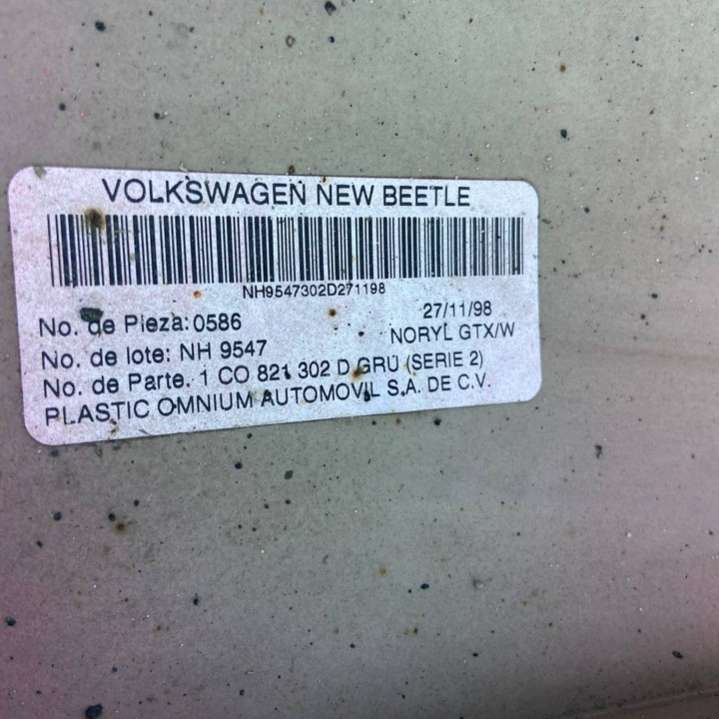 VOLKSWAGEN NEW BEETLE
NH9547302D271198
No. de Pieza: 0586 27/11/98
No. de lote: NH 9547 NORYL GTX/W
No. de Parte. 1 CO 821 302 D GRU (SERIE 2)
PLASTIC OMNIUM AUTOMOVIL S.A. DE C.V.